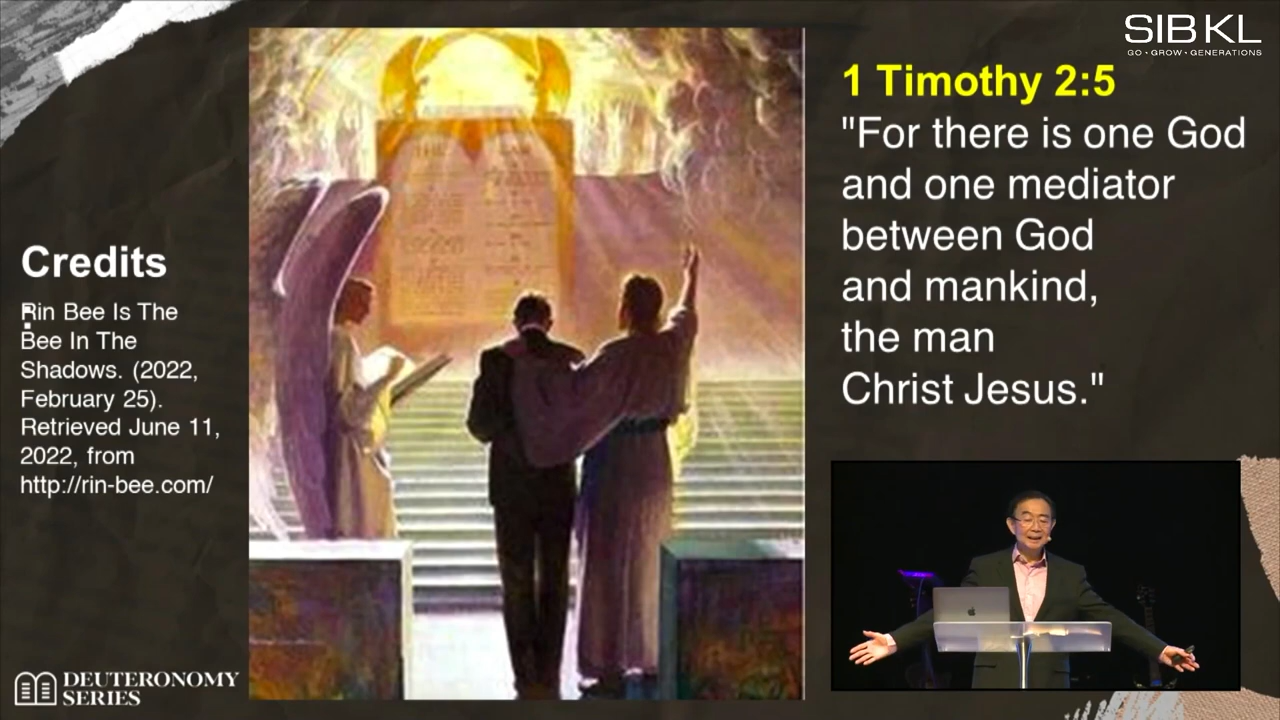 SIBKL
GO • GROW • GENERATIONS
1 Timothy 2:5
"For there is one God
and one mediator
between God
and mankind,
the man
Christ Jesus."
Credits
:
Rin Bee Is The
Bee In The
Shadows. (2022,
February 25).
Retrieved June 11,
2022, from
http://rin-bee.com/
THE LAW
DEUTERONOMY
SERIES